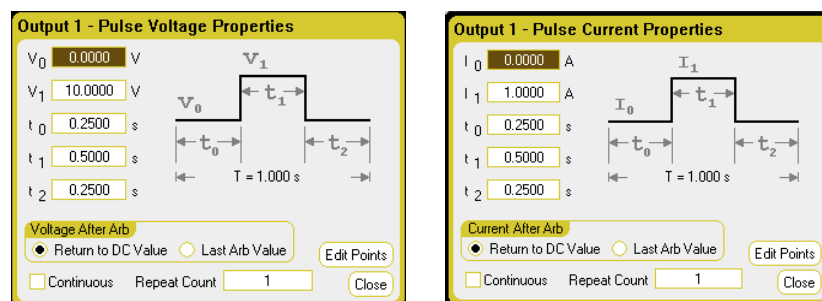 Output 1 - Pulse Voltage Properties
V0 0.0000 V
V1 10.0000 V
t0 0.2500 s
t1 0.5000 s
t2 0.2500 s
V1
V0
t1
t0
t2
T = 1.000 s
Voltage After Arb
Return to DC Value Last Arb Value
Edit Points
Continuous Repeat Count 1
Close
Output 1 - Pulse Current Properties
I0 0.0000 A
I1 1.0000 A
t0 0.2500 s
t1 0.5000 s
t2 0.2500 s
I1
I0
t1
t0
t2
T = 1.000 s
Current After Arb
Return to DC Value Last Arb Value
Edit Points
Continuous Repeat Count 1
Close